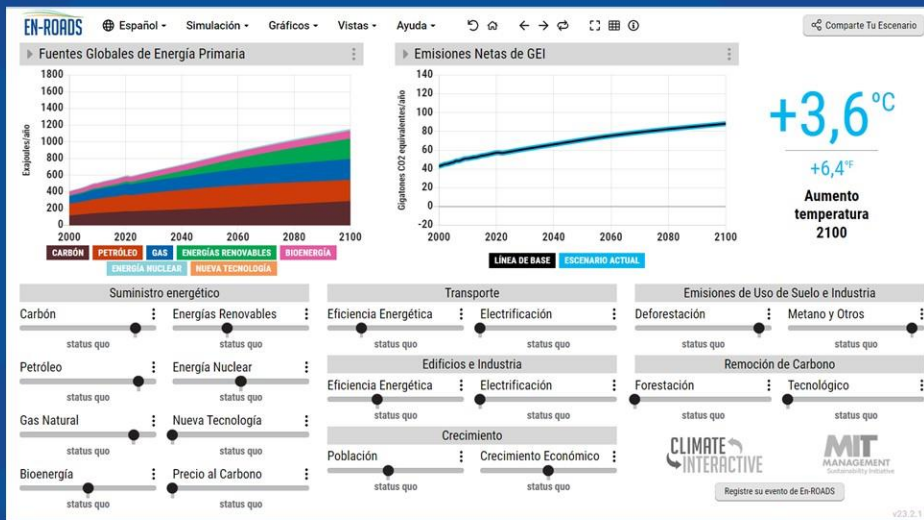 EN-ROADS
Español
Simulación
Gráficos
Vistas
Ayuda
Comparte Tu Escenario
Fuentes Globales de Energía Primaria
Exajoules/año
1800
1600
1400
1200
1000
800
600
400
200
0
2000
2020
2040
2060
2080
2100
CARBÓN
PETRÓLEO
GAS
ENERGÍAS RENOVABLES
BIOENERGÍA
ENERGÍA NUCLEAR
NUEVA TECNOLOGÍA
Emisiones Netas de GEI
Gigatones CO2 equivalentes/año
140
120
100
80
60
40
20
0
-20
2000
2020
2040
2060
2080
2100
LÍNEA DE BASE
ESCENARIO ACTUAL
+3,6°C
+6,4°F
Aumento
temperatura
2100
Suministro energético
Carbón
status quo
Energías Renovables
status quo
Petróleo
status quo
Energía Nuclear
status quo
Gas Natural
status quo
Nueva Tecnología
status quo
Bioenergía
status quo
Precio al Carbono
status quo
Transporte
Eficiencia Energética
status quo
Electrificación
status quo
Edificios e Industria
Eficiencia Energética
status quo
Electrificación
status quo
Crecimiento
Población
status quo
Crecimiento Económico
status quo
Emisiones de Uso de Suelo e Industria
Deforestación
status quo
Metano y Otros
status quo
Remoción de Carbono
Forestación
status quo
Tecnológico
status quo
CLIMATE
INTERACTIVE
MIT
MANAGEMENT
Sustainability Initiative
Registre su evento de En-ROADS
v23.2.1